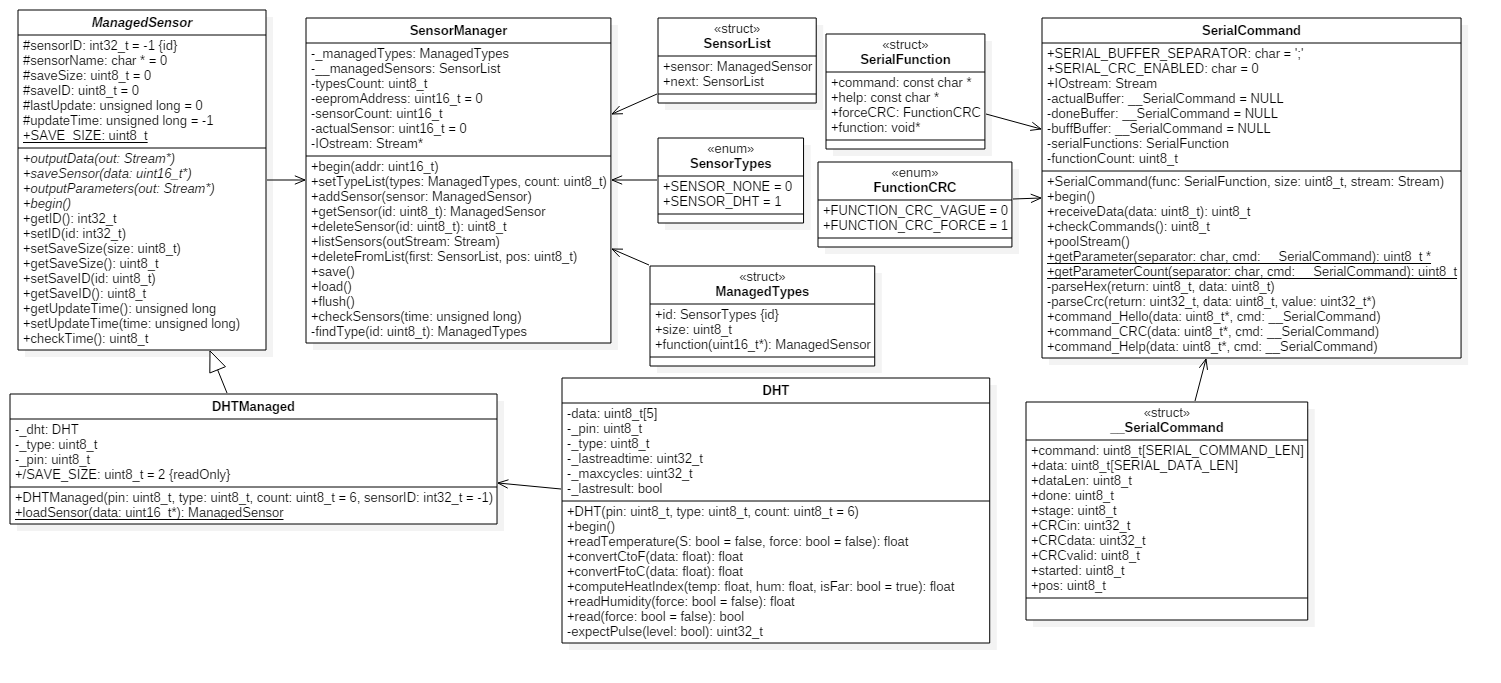 ManagedSensor
#sensorID: int32_t = -1 {id}
#sensorName: char * = 0
#saveSize: uint8_t = 0
#saveID: uint8_t = 0
#lastUpdate: unsigned long = 0
#updateTime: unsigned long = -1
+SAVE_SIZE: uint8_t
+outputData(out: Stream*)
+saveSensor(data: uint16_t*)
+outputParameters(out: Stream*)
+begin()
+getID(): int32_t
+setID(id: int32_t)
+setSaveSize(size: uint8_t)
+getSaveSize(): uint8_t
+setSaveID(id: uint8_t)
+getSaveID(): uint8_t
+getUpdateTime(): unsigned long
+setUpdateTime(time: unsigned long)
+checkTime(): uint8_t
SensorManager
-_managedTypes: ManagedTypes
-__managedSensors: SensorList
-typesCount: uint8_t
-eepromAddress: uint16_t = 0
-sensorCount: uint16_t
-actualSensor: uint16_t = 0
-IOstream: Stream*
+begin(addr: uint16_t)
+setTypeList(types: ManagedTypes, count: uint8_t)
+addSensor(sensor: ManagedSensor)
+getSensor(id: uint8_t): ManagedSensor
+deleteSensor(id: uint8_t): uint8_t
+listSensors(outStream: Stream)
+deleteFromList(first: SensorList, pos: uint8_t)
+save()
+load()
+flush()
+checkSensors(time: unsigned long)
-findType(id: uint8_t): ManagedTypes
«struct»
SensorList
+sensor: ManagedSensor
+next: SensorList
«enum»
SensorTypes
+SENSOR_NONE = 0
+SENSOR_DHT = 1
«struct»
ManagedTypes
+id: SensorTypes {id}
+size: uint8_t
+function(uint16_t*): ManagedSensor
«struct»
SerialFunction
+command: const char *
+help: const char *
+forceCRC: FunctionCRC
+function: void*
«enum»
FunctionCRC
+FUNCTION_CRC_VAGUE = 0
+FUNCTION_CRC_FORCE = 1
SerialCommand
+SERIAL_BUFFER_SEPARATOR: char = ';'
+SERIAL_CRC_ENABLED: char = 0
+IOstream: Stream
-actualBuffer: __SerialCommand = NULL
-doneBuffer: __SerialCommand = NULL
-buffBuffer: __SerialCommand = NULL
-serialFunctions: SerialFunction
-functionCount: uint8_t
+SerialCommand(func: SerialFunction, size: uint8_t, stream: Stream)
+begin()
+receiveData(data: uint8_t): uint8_t
+checkCommands(): uint8_t
+poolStream()
+getParameter(separator: char, cmd: __SerialCommand): uint8_t *
+getParameterCount(separator: char, cmd: __SerialCommand): uint8_t
-parseHex(return: uint8_t, data: uint8_t)
-parseCrc(return: uint32_t, data: uint8_t, value: uint32_t*)
+command_Hello(data: uint8_t*, cmd: __SerialCommand)
+command_CRC(data: uint8_t*, cmd: __SerialCommand)
+command_Help(data: uint8_t*, cmd: __SerialCommand)
DHTManaged
-_dht: DHT
-_type: uint8_t
-_pin: uint8_t
+/SAVE_SIZE: uint8_t = 2 {readOnly}
+DHTManaged(pin: uint8_t, type: uint8_t, count: uint8_t = 6, sensorID: int32_t = -1)
+loadSensor(data: uint16_t*): ManagedSensor
DHT
-data: uint8_t[5]
-_pin: uint8_t
-_type: uint8_t
-_lastreadtime: uint32_t
-_maxcycles: uint32_t
-_lastresult: bool
+DHT(pin: uint8_t, type: uint8_t, count: uint8_t = 6)
+begin()
+readTemperature(S: bool = false, force: bool = false): float
+convertCtoF(data: float): float
+convertFtoC(data: float): float
+computeHeatIndex(temp: float, hum: float, isFar: bool = true): float
+readHumidity(force: bool = false): float
+read(force: bool = false): bool
-expectPulse(level: bool): uint32_t
«struct»
__SerialCommand
+command: uint8_t[SERIAL_COMMAND_LEN]
+data: uint8_t[SERIAL_DATA_LEN]
+dataLen: uint8_t
+done: uint8_t
+stage: uint8_t
+CRCin: uint32_t
+CRCdata: uint32_t
+CRCvalid: uint8_t
+started: uint8_t
+pos: uint8_t